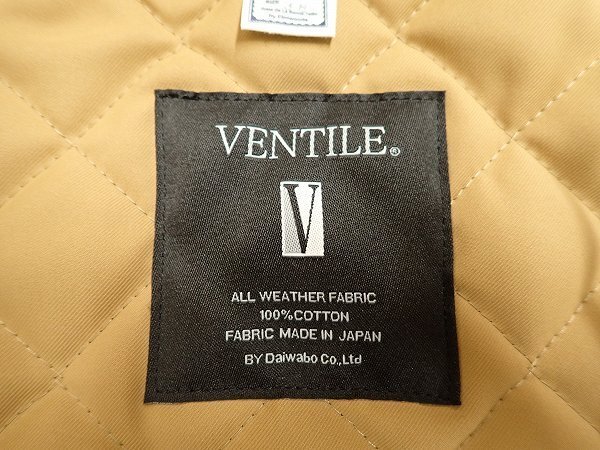 VENTILE®
V
ALL WEATHER FABRIC
100%COTTON
FABRIC MADE IN JAPAN
BY Daiwabo Co.,Ltd